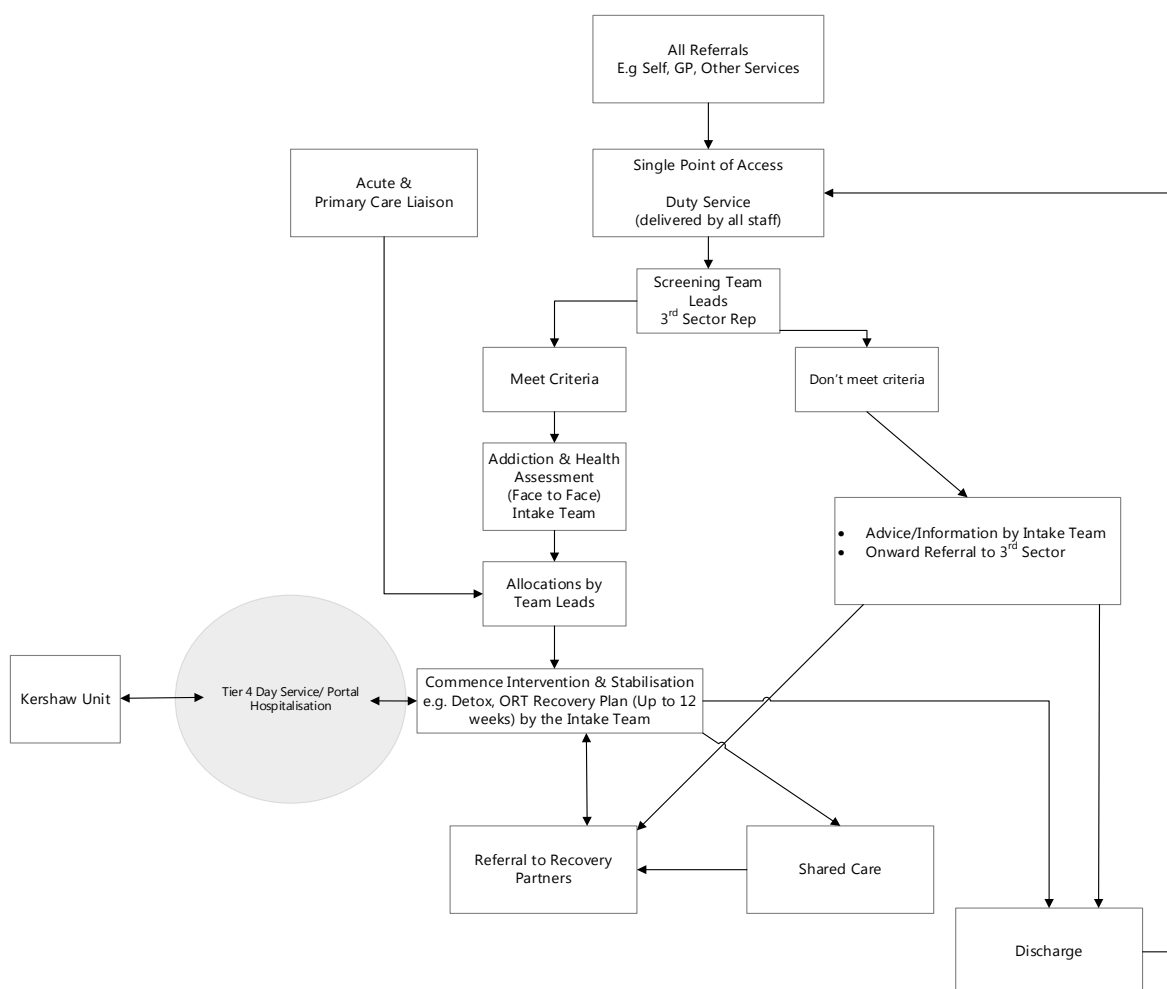 All Referrals
E.g Self, GP, Other Services
Single Point of Access
Duty Service
(delivered by all staff)
Acute &
Primary Care Liaison
Screening Team
Leads
3rd Sector Rep
Meet Criteria
Don't meet criteria
Addiction & Health
Assessment
(Face to Face)
Intake Team
• Advice/Information by Intake Team
• Onward Referral to 3rd Sector
Allocations by
Team Leads
Kershaw Unit
Tier 4 Day Service/ Portal
Hospitalisation
Commence Intervention & Stabilisation
e.g. Detox, ORT Recovery Plan (Up to 12
weeks) by the Intake Team
Referral to Recovery
Partners
Shared Care
Discharge